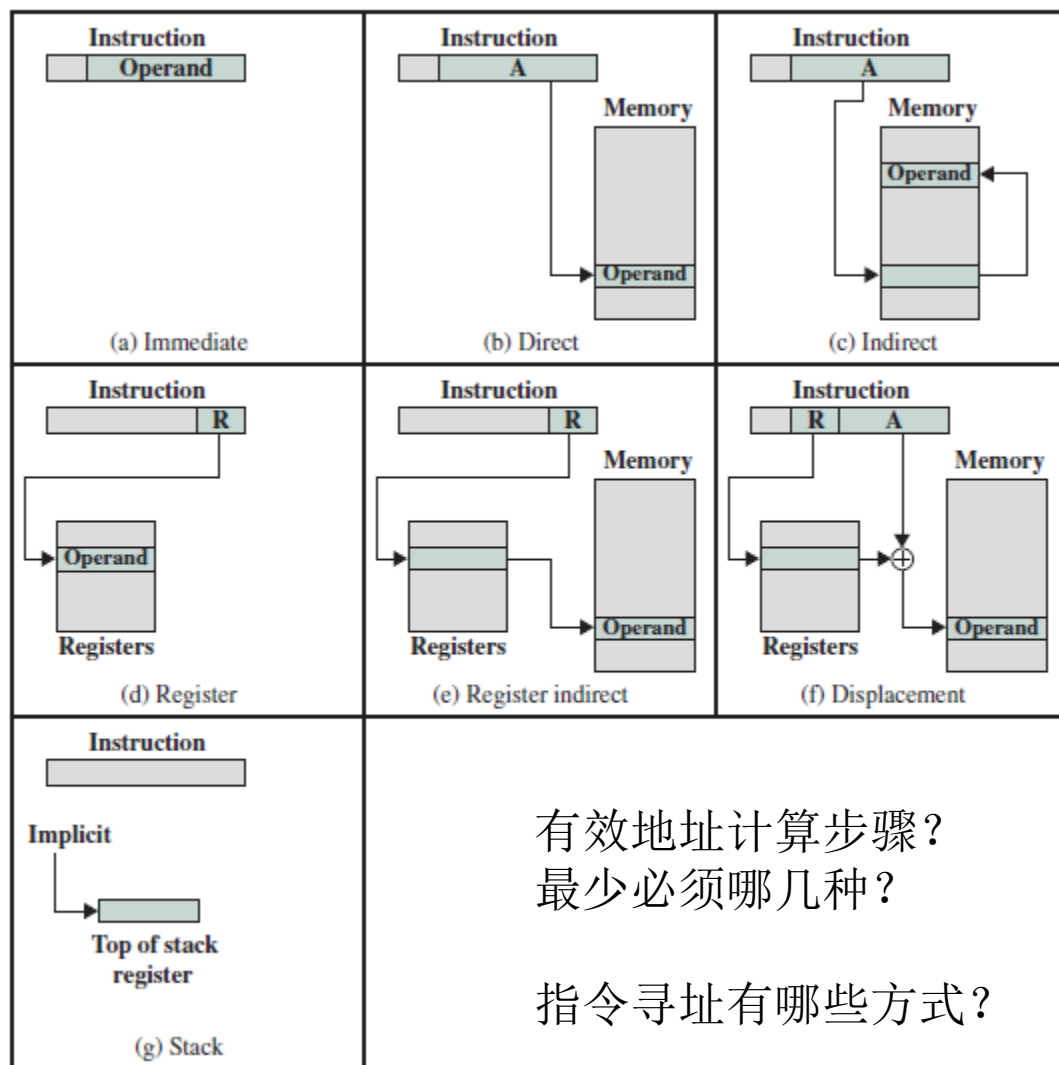 Instruction
Operand
(a) Immediate
Instruction
A
Memory
Operand
(b) Direct
Instruction
A
Memory
Operand
(c) Indirect
Instruction
R
Operand
Registers
(d) Register
Instruction
R
Memory
Registers
Operand
(e) Register indirect
Instruction
R A
Memory
Registers
Operand
(f) Displacement
Instruction
Implicit
Top of stack
register
(g) Stack
有效地址计算步骤？
最少必须哪几种？
指令寻址有哪些方式？